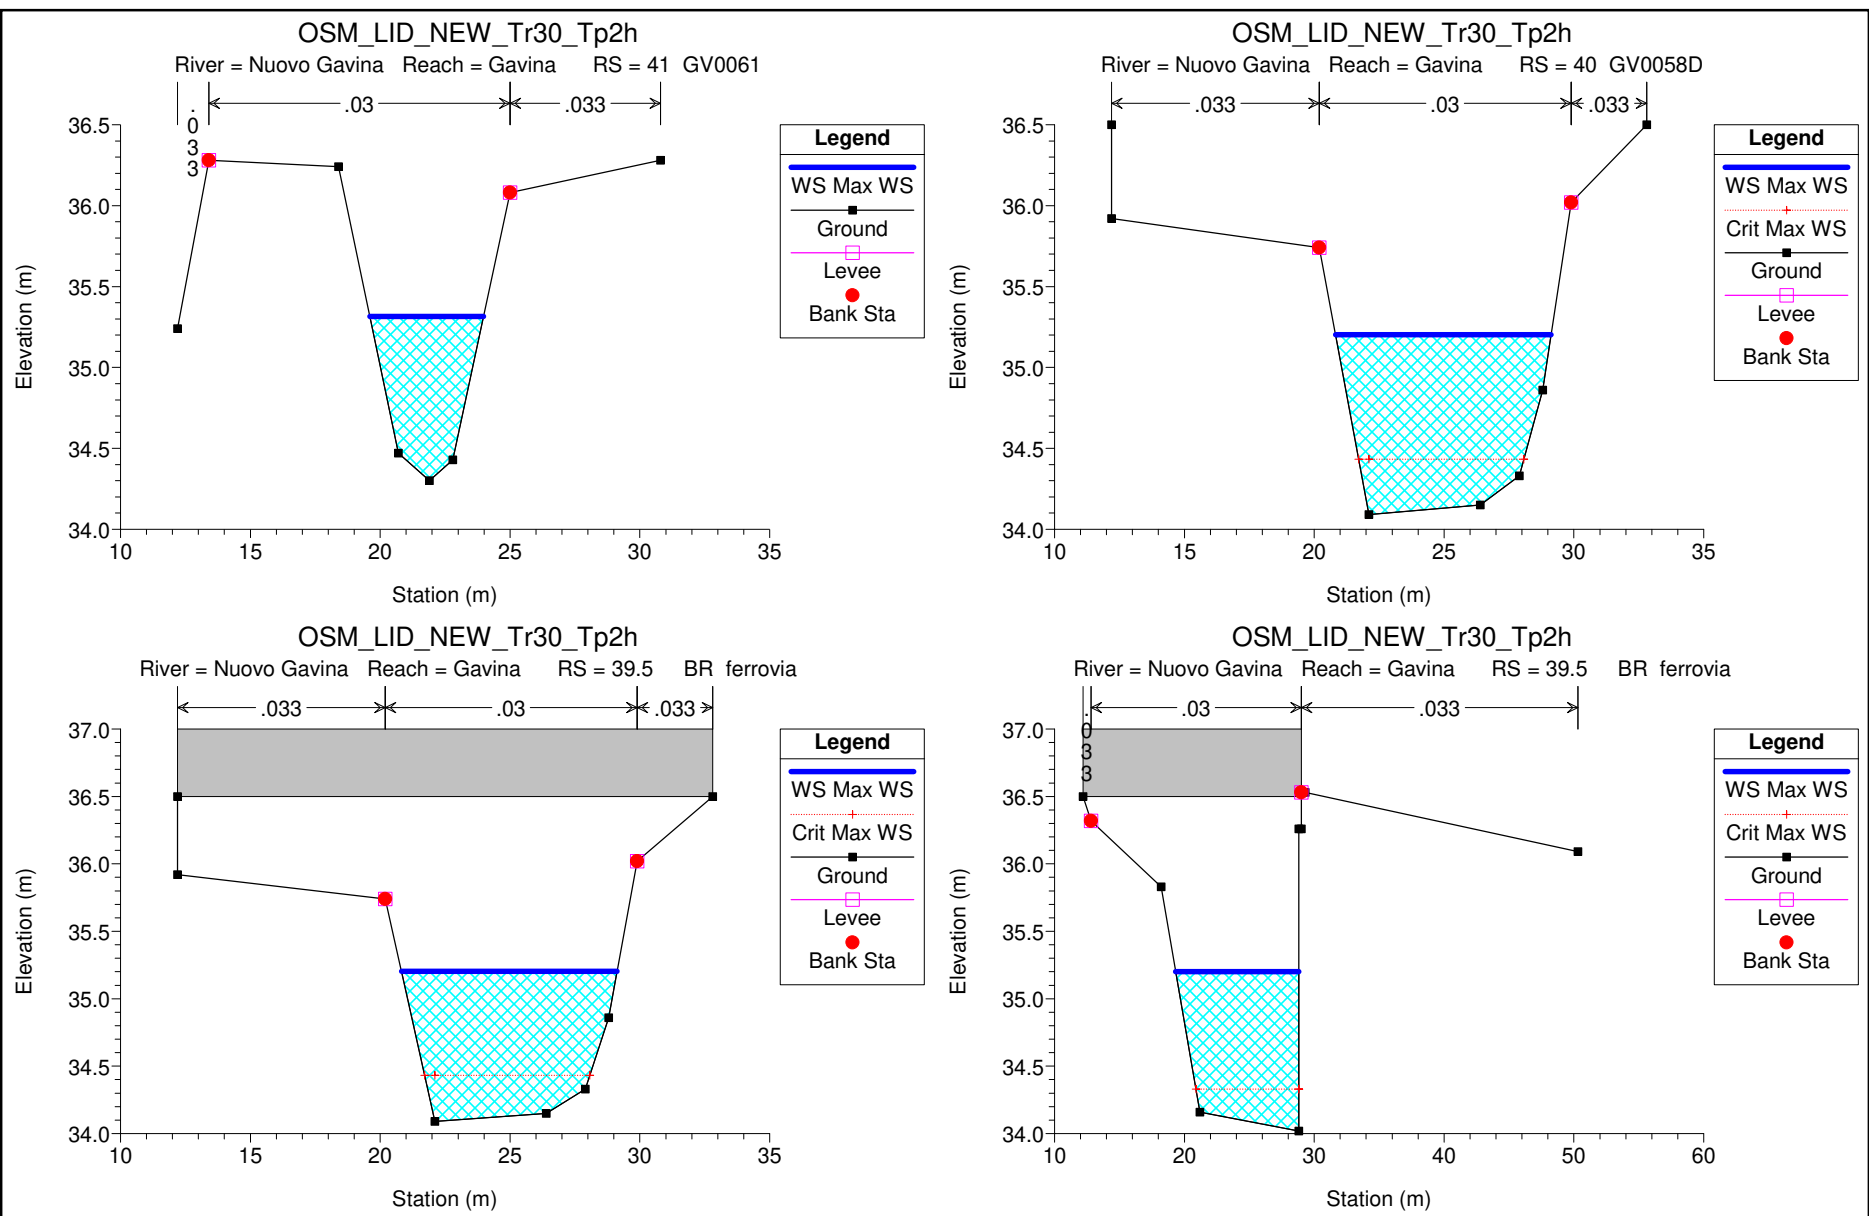 OSM_LID_NEW_Tr30_Tp2h
River = Nuovo Gavina Reach = Gavina RS = 41 GV0061
.033
.03
.033
36.5
36.0
35.5
35.0
34.5
34.0
Elevation (m)
10 15 20 25 30 35
Station (m)
Legend
WS Max WS
Ground
Levee
Bank Sta
OSM_LID_NEW_Tr30_Tp2h
River = Nuovo Gavina Reach = Gavina RS = 40 GV0058D
.033
.03
.033
36.5
36.0
35.5
35.0
34.5
34.0
Elevation (m)
10 15 20 25 30 35
Station (m)
Legend
WS Max WS
Crit Max WS
Ground
Levee
Bank Sta
OSM_LID_NEW_Tr30_Tp2h
River = Nuovo Gavina Reach = Gavina RS = 39.5 BR ferrovia
.033
.03
.033
37.0
36.5
36.0
35.5
35.0
34.5
34.0
Elevation (m)
10 15 20 25 30 35
Station (m)
Legend
WS Max WS
Crit Max WS
Ground
Levee
Bank Sta
OSM_LID_NEW_Tr30_Tp2h
River = Nuovo Gavina Reach = Gavina RS = 39.5 BR ferrovia
.033
.03
.033
37.0
36.5
36.0
35.5
35.0
34.5
34.0
Elevation (m)
10 20 30 40 50 60
Station (m)
Legend
WS Max WS
Crit Max WS
Ground
Levee
Bank Sta